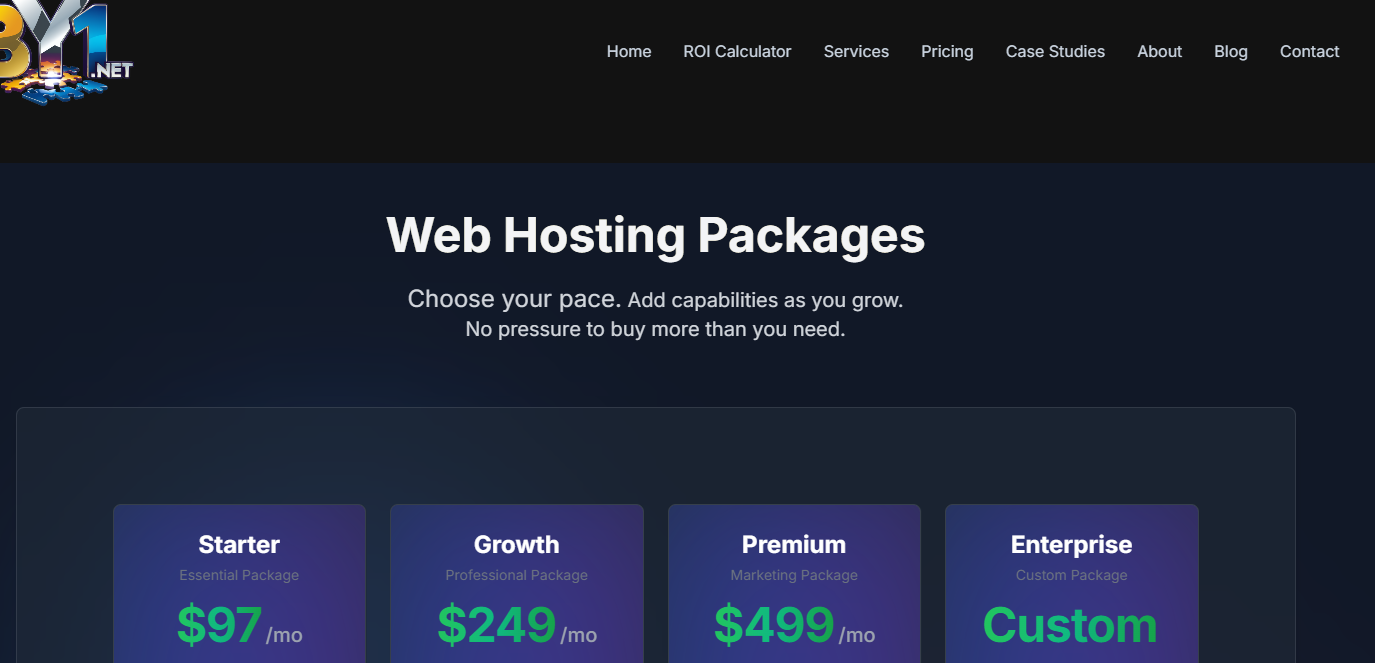 BY1
.NET
Home ROI Calculator Services Pricing Case Studies About Blog Contact
Web Hosting Packages
Choose your pace. Add capabilities as you grow.
No pressure to buy more than you need.
Starter Growth Premium Enterprise
Essential Package Professional Package Marketing Package Custom Package
$97 /mo $249 /mo $499 /mo Custom